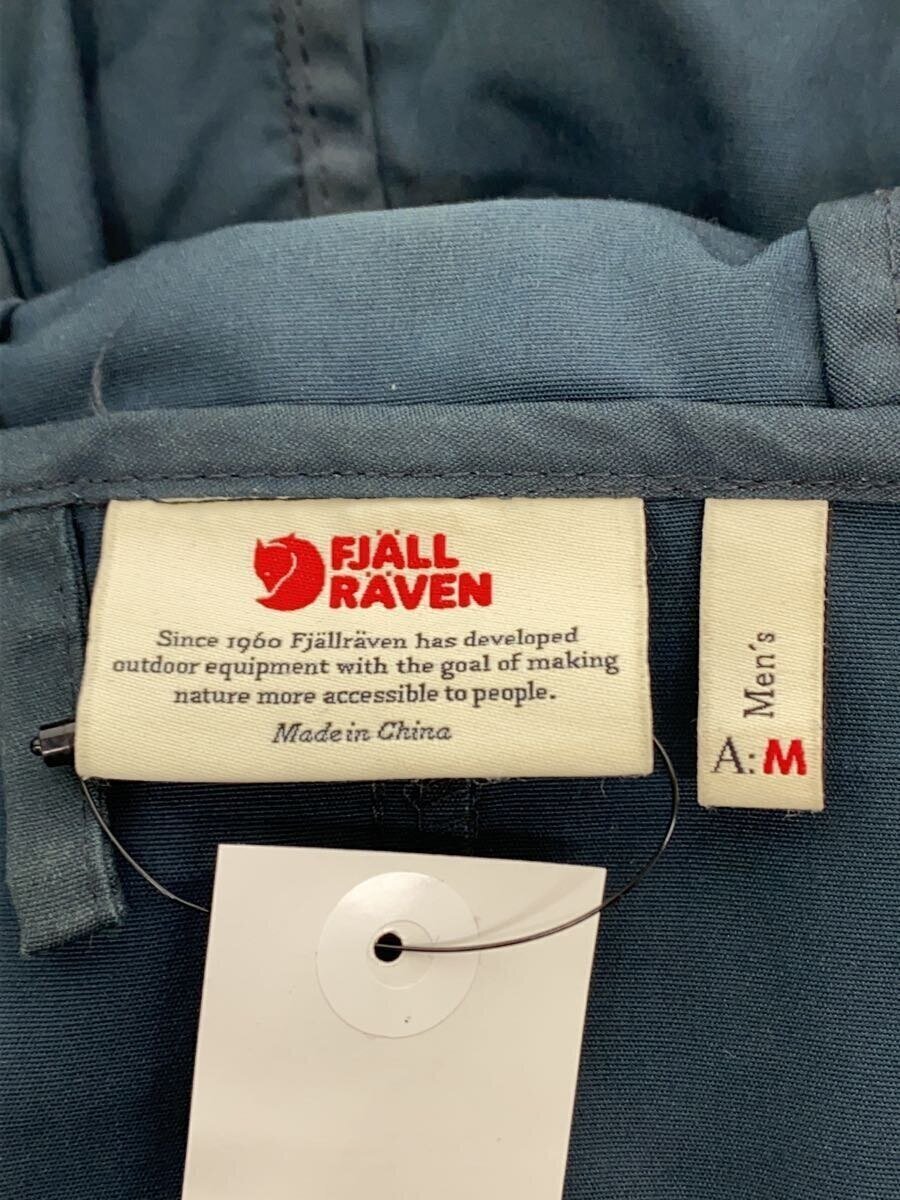 FJÄLL
RÄVEN
Since 1960 Fjällräven has developed
outdoor equipment with the goal of making
nature more accessible to people.
Made in China
Men´s
A: M